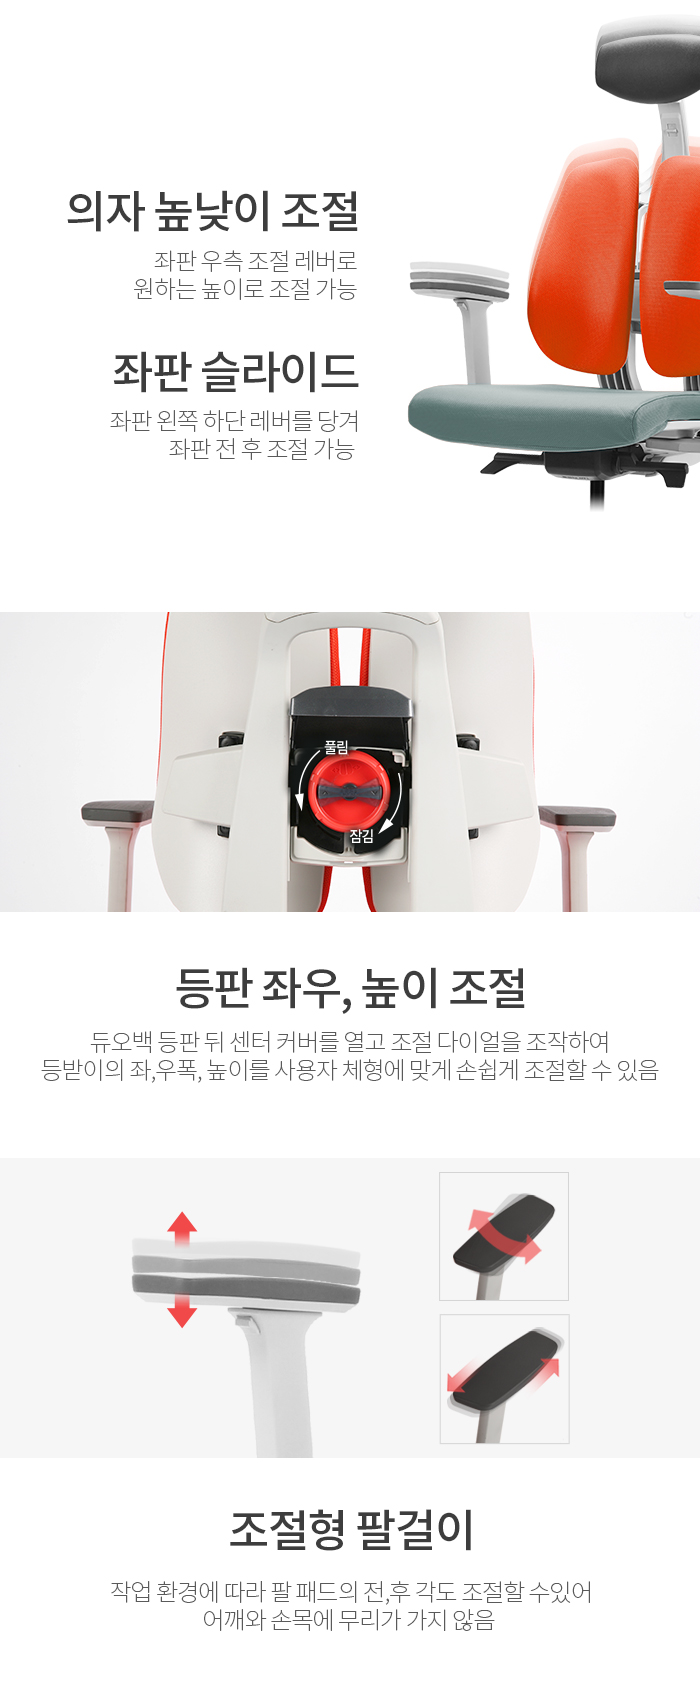 의자 높낮이 조절
좌판 우측 조절 레버로
원하는 높이로 조절 가능
좌판 슬라이드
좌판 왼쪽 하단 레버를 당겨
좌판 전 후 조절 가능
풀림
잠김
등판 좌우, 높이 조절
듀오백 등판 뒤 센터 커버를 열고 조절 다이얼을 조작하여
등받이의 좌,우폭, 높이를 사용자 체형에 맞게 손쉽게 조절할 수 있음
조절형 팔걸이
작업 환경에 따라 팔 패드의 전,후 각도 조절할 수있어
어깨와 손목에 무리가 가지 않음